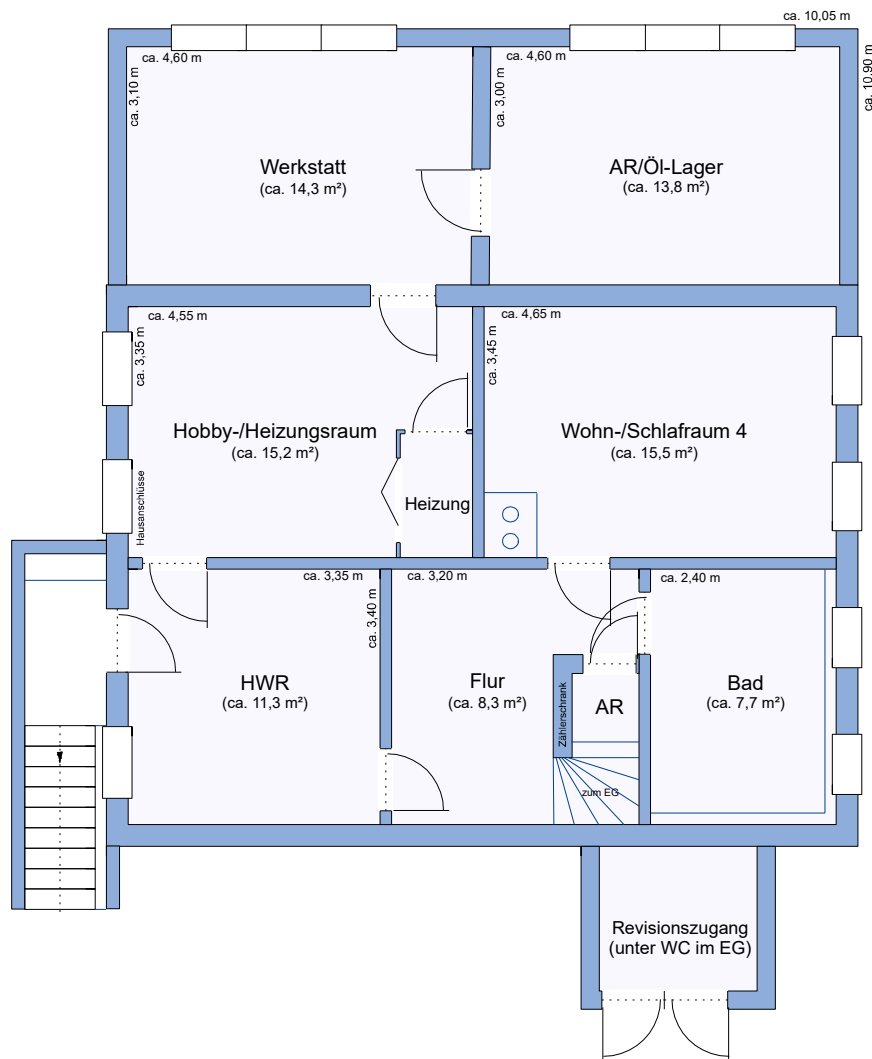 ca. 10,05 m
ca. 10,90 m
ca. 4,60 m
ca. 4,60 m
ca. 3,10 m
ca. 3,00 m
Werkstatt
(ca. 14,3 m²)
AR/Öl-Lager
(ca. 13,8 m²)
ca. 4,55 m
ca. 4,65 m
ca. 3,35 m
ca. 3,45 m
Hobby-/Heizungsraum
(ca. 15,2 m²)
Wohn-/Schlafraum 4
(ca. 15,5 m²)
Hausanschlüsse
Heizung
ca. 3,35 m
ca. 3,20 m
ca. 2,40 m
ca. 3,40 m
HWR
(ca. 11,3 m²)
Flur
(ca. 8,3 m²)
Zählerschrank
AR
Bad
(ca. 7,7 m²)
zum EG
Revisionszugang
(unter WC im EG)